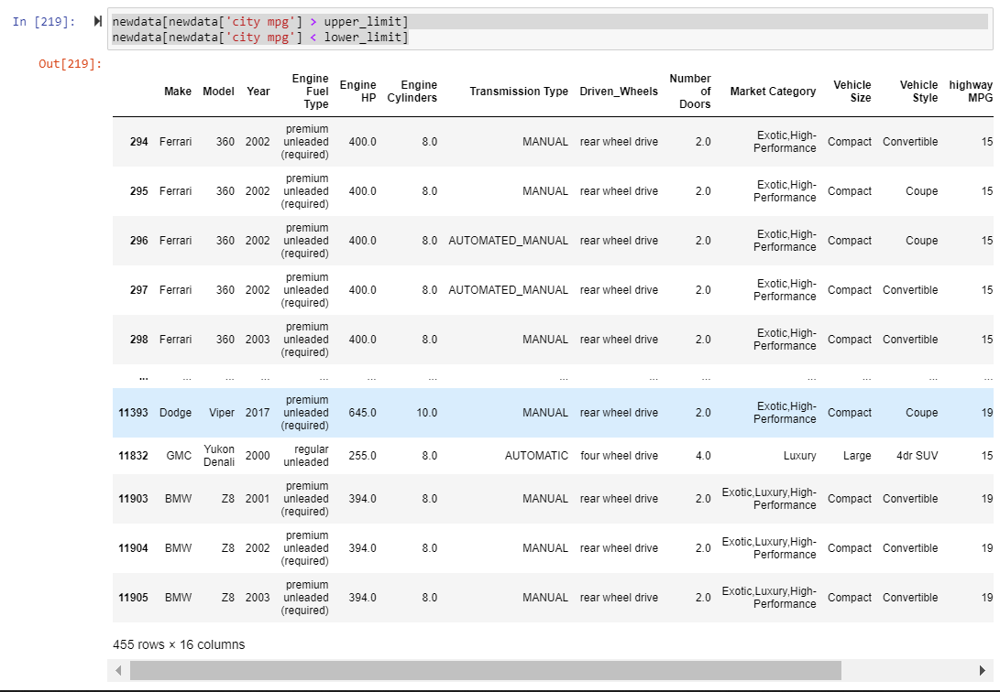 In [219]:
newdata[newdata['city mpg'] > upper_limit]
newdata[newdata['city mpg'] < lower_limit]
Out[219]:
Make Model Year Engine Fuel Type Engine HP Engine Cylinders Transmission Type Driven_Wheels Number of Doors Market Category Vehicle Size Vehicle Style highway MPG
294 Ferrari 360 2002 premium unleaded (required) 400.0 8.0 MANUAL rear wheel drive 2.0 Exotic,High-Performance Compact Convertible 15
295 Ferrari 360 2002 premium unleaded (required) 400.0 8.0 MANUAL rear wheel drive 2.0 Exotic,High-Performance Compact Coupe 15
296 Ferrari 360 2002 premium unleaded (required) 400.0 8.0 AUTOMATED_MANUAL rear wheel drive 2.0 Exotic,High-Performance Compact Coupe 15
297 Ferrari 360 2002 premium unleaded (required) 400.0 8.0 AUTOMATED_MANUAL rear wheel drive 2.0 Exotic,High-Performance Compact Convertible 15
298 Ferrari 360 2003 premium unleaded (required) 400.0 8.0 MANUAL rear wheel drive 2.0 Exotic,High-Performance Compact Convertible 15
... ... ... ... ... ... ... ... ... ... ... ... ... ...
11393 Dodge Viper 2017 premium unleaded (required) 645.0 10.0 MANUAL rear wheel drive 2.0 Exotic,High-Performance Compact Coupe 19
11832 GMC Yukon Denali 2000 regular unleaded 255.0 8.0 AUTOMATIC four wheel drive 4.0 Luxury Large 4dr SUV 15
11903 BMW Z8 2001 premium unleaded (required) 394.0 8.0 MANUAL rear wheel drive 2.0 Exotic,Luxury,High-Performance Compact Convertible 19
11904 BMW Z8 2002 premium unleaded (required) 394.0 8.0 MANUAL rear wheel drive 2.0 Exotic,Luxury,High-Performance Compact Convertible 19
11905 BMW Z8 2003 premium unleaded (required) 394.0 8.0 MANUAL rear wheel drive 2.0 Exotic,Luxury,High-Performance Compact Convertible 19
455 rows × 16 columns